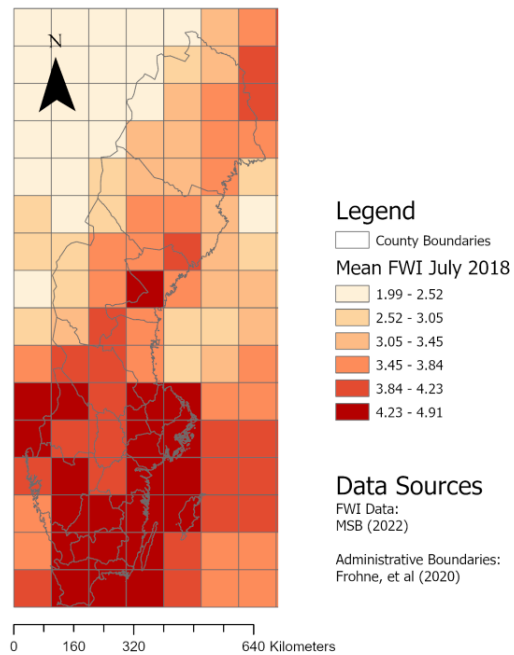 N
Legend
County Boundaries
Mean FWI July 2018
1.99 - 2.52
2.52 - 3.05
3.05 - 3.45
3.45 - 3.84
3.84 - 4.23
4.23 - 4.91
Data Sources
FWI Data:
MSB (2022)
Administrative Boundaries:
Frohne, et al (2020)
0 160 320 640 Kilometers